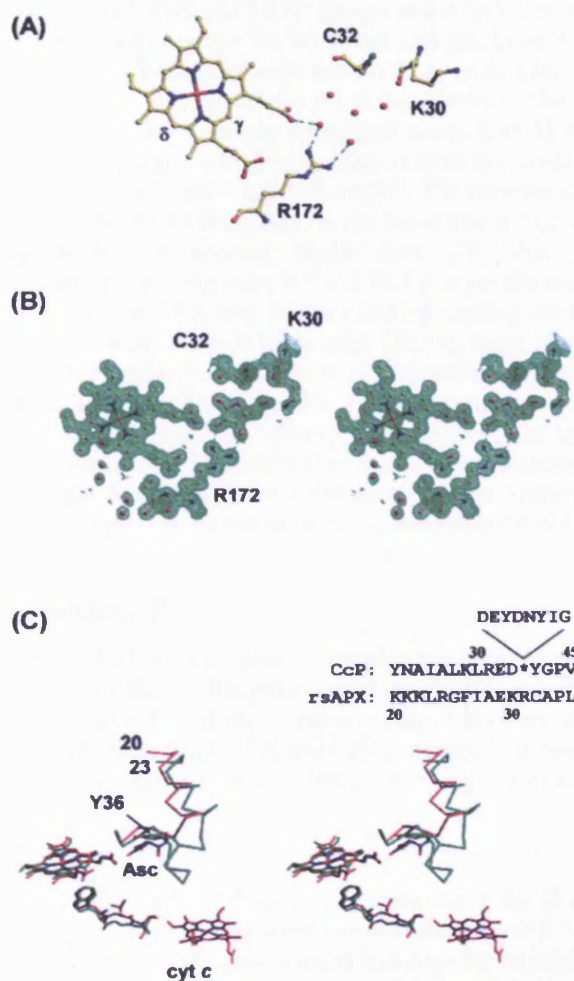 (A)
C32
K30
γ
δ
R172
(B)
K30
C32
R172
(C)
DEYDNYIG
30 45
CcP: YNAIALKLRED*YGPV
rsAPX: KKKLRGFIAEKRCAPL
20 30
20
23
Y36
Asc
cyt c